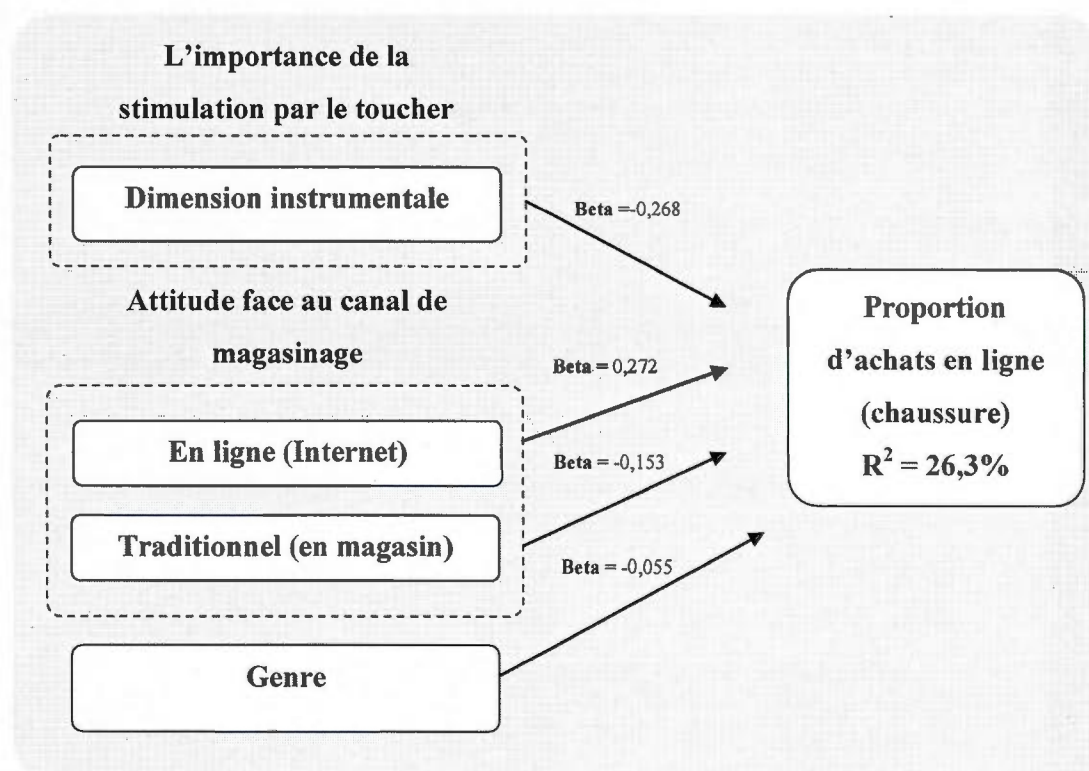 L'importance de la
stimulation par le toucher
Dimension instrumentale
Beta =-0,268
Attitude face au canal de
magasinage
En ligne (Internet)
Beta = 0,272
Traditionnel (en magasin)
Beta = -0,153
Genre
Beta = -0,055
Proportion
d'achats en ligne
(chaussure)
R² = 26,3%